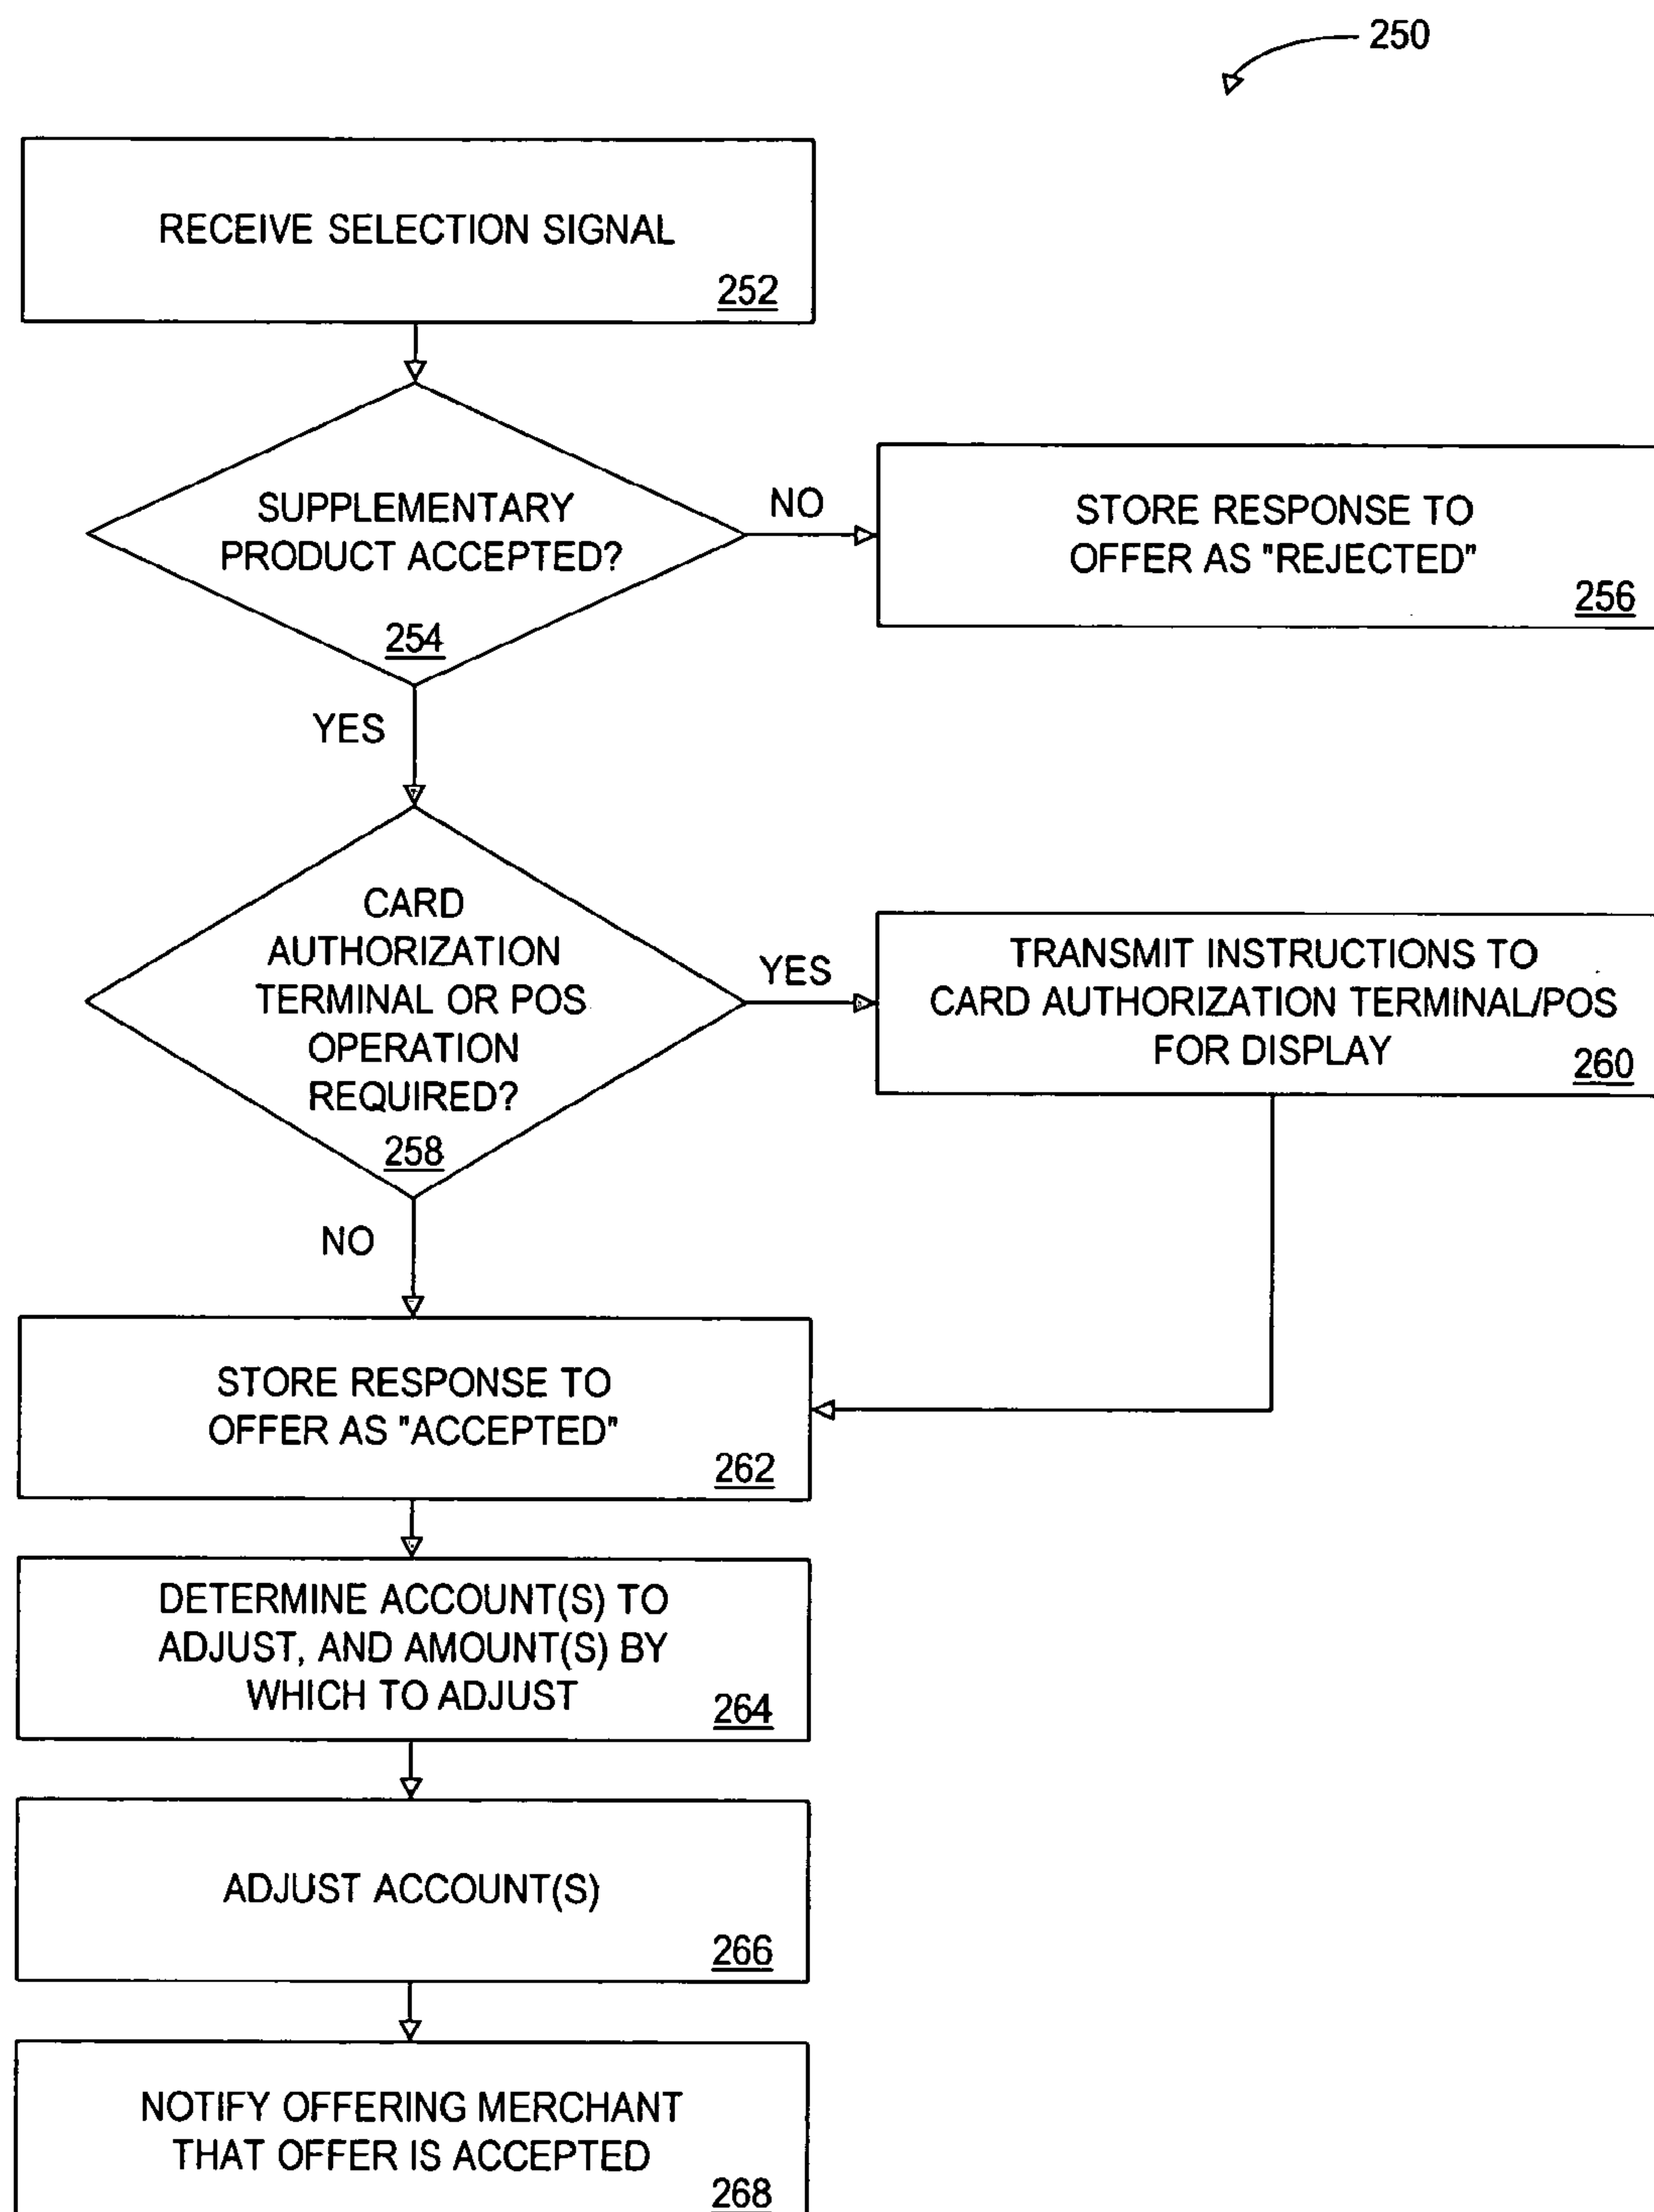 250
RECEIVE SELECTION SIGNAL
252
SUPPLEMENTARY
PRODUCT ACCEPTED?
254
NO
STORE RESPONSE TO
OFFER AS "REJECTED"
256
YES
CARD
AUTHORIZATION
TERMINAL OR POS
OPERATION
REQUIRED?
258
YES
TRANSMIT INSTRUCTIONS TO
CARD AUTHORIZATION TERMINAL/POS
FOR DISPLAY
260
NO
STORE RESPONSE TO
OFFER AS "ACCEPTED"
262
DETERMINE ACCOUNT(S) TO
ADJUST, AND AMOUNT(S) BY
WHICH TO ADJUST
264
ADJUST ACCOUNT(S)
266
NOTIFY OFFERING MERCHANT
THAT OFFER IS ACCEPTED
268